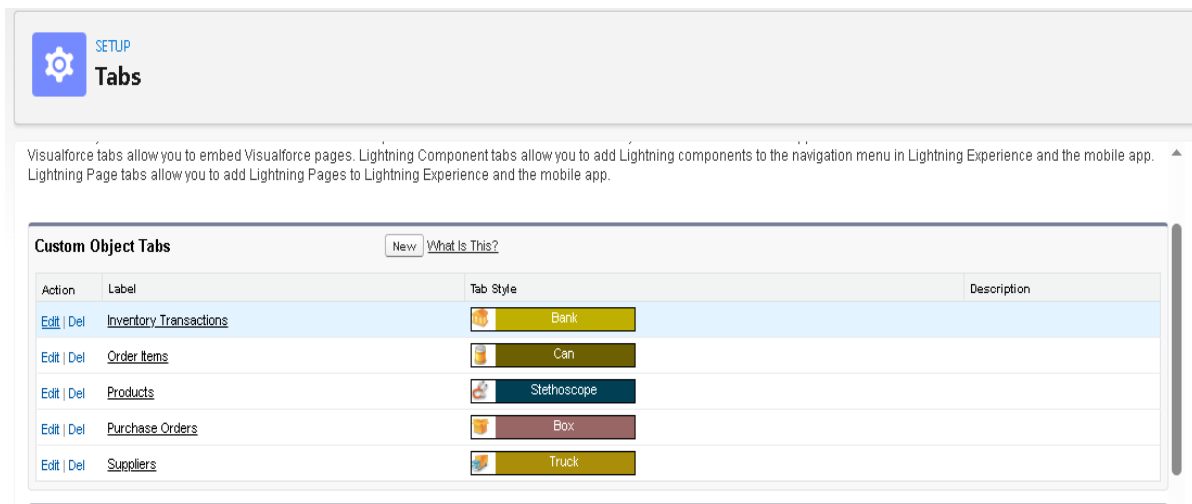 SETUP
Tabs
Visualforce tabs allow you to embed Visualforce pages. Lightning Component tabs allow you to add Lightning components to the navigation menu in Lightning Experience and the mobile app.
Lightning Page tabs allow you to add Lightning Pages to Lightning Experience and the mobile app.
Custom Object Tabs New What Is This?
Action Label Tab Style Description
Edit | Del Inventory Transactions Bank
Edit | Del Order Items Can
Edit | Del Products Stethoscope
Edit | Del Purchase Orders Box
Edit | Del Suppliers Truck